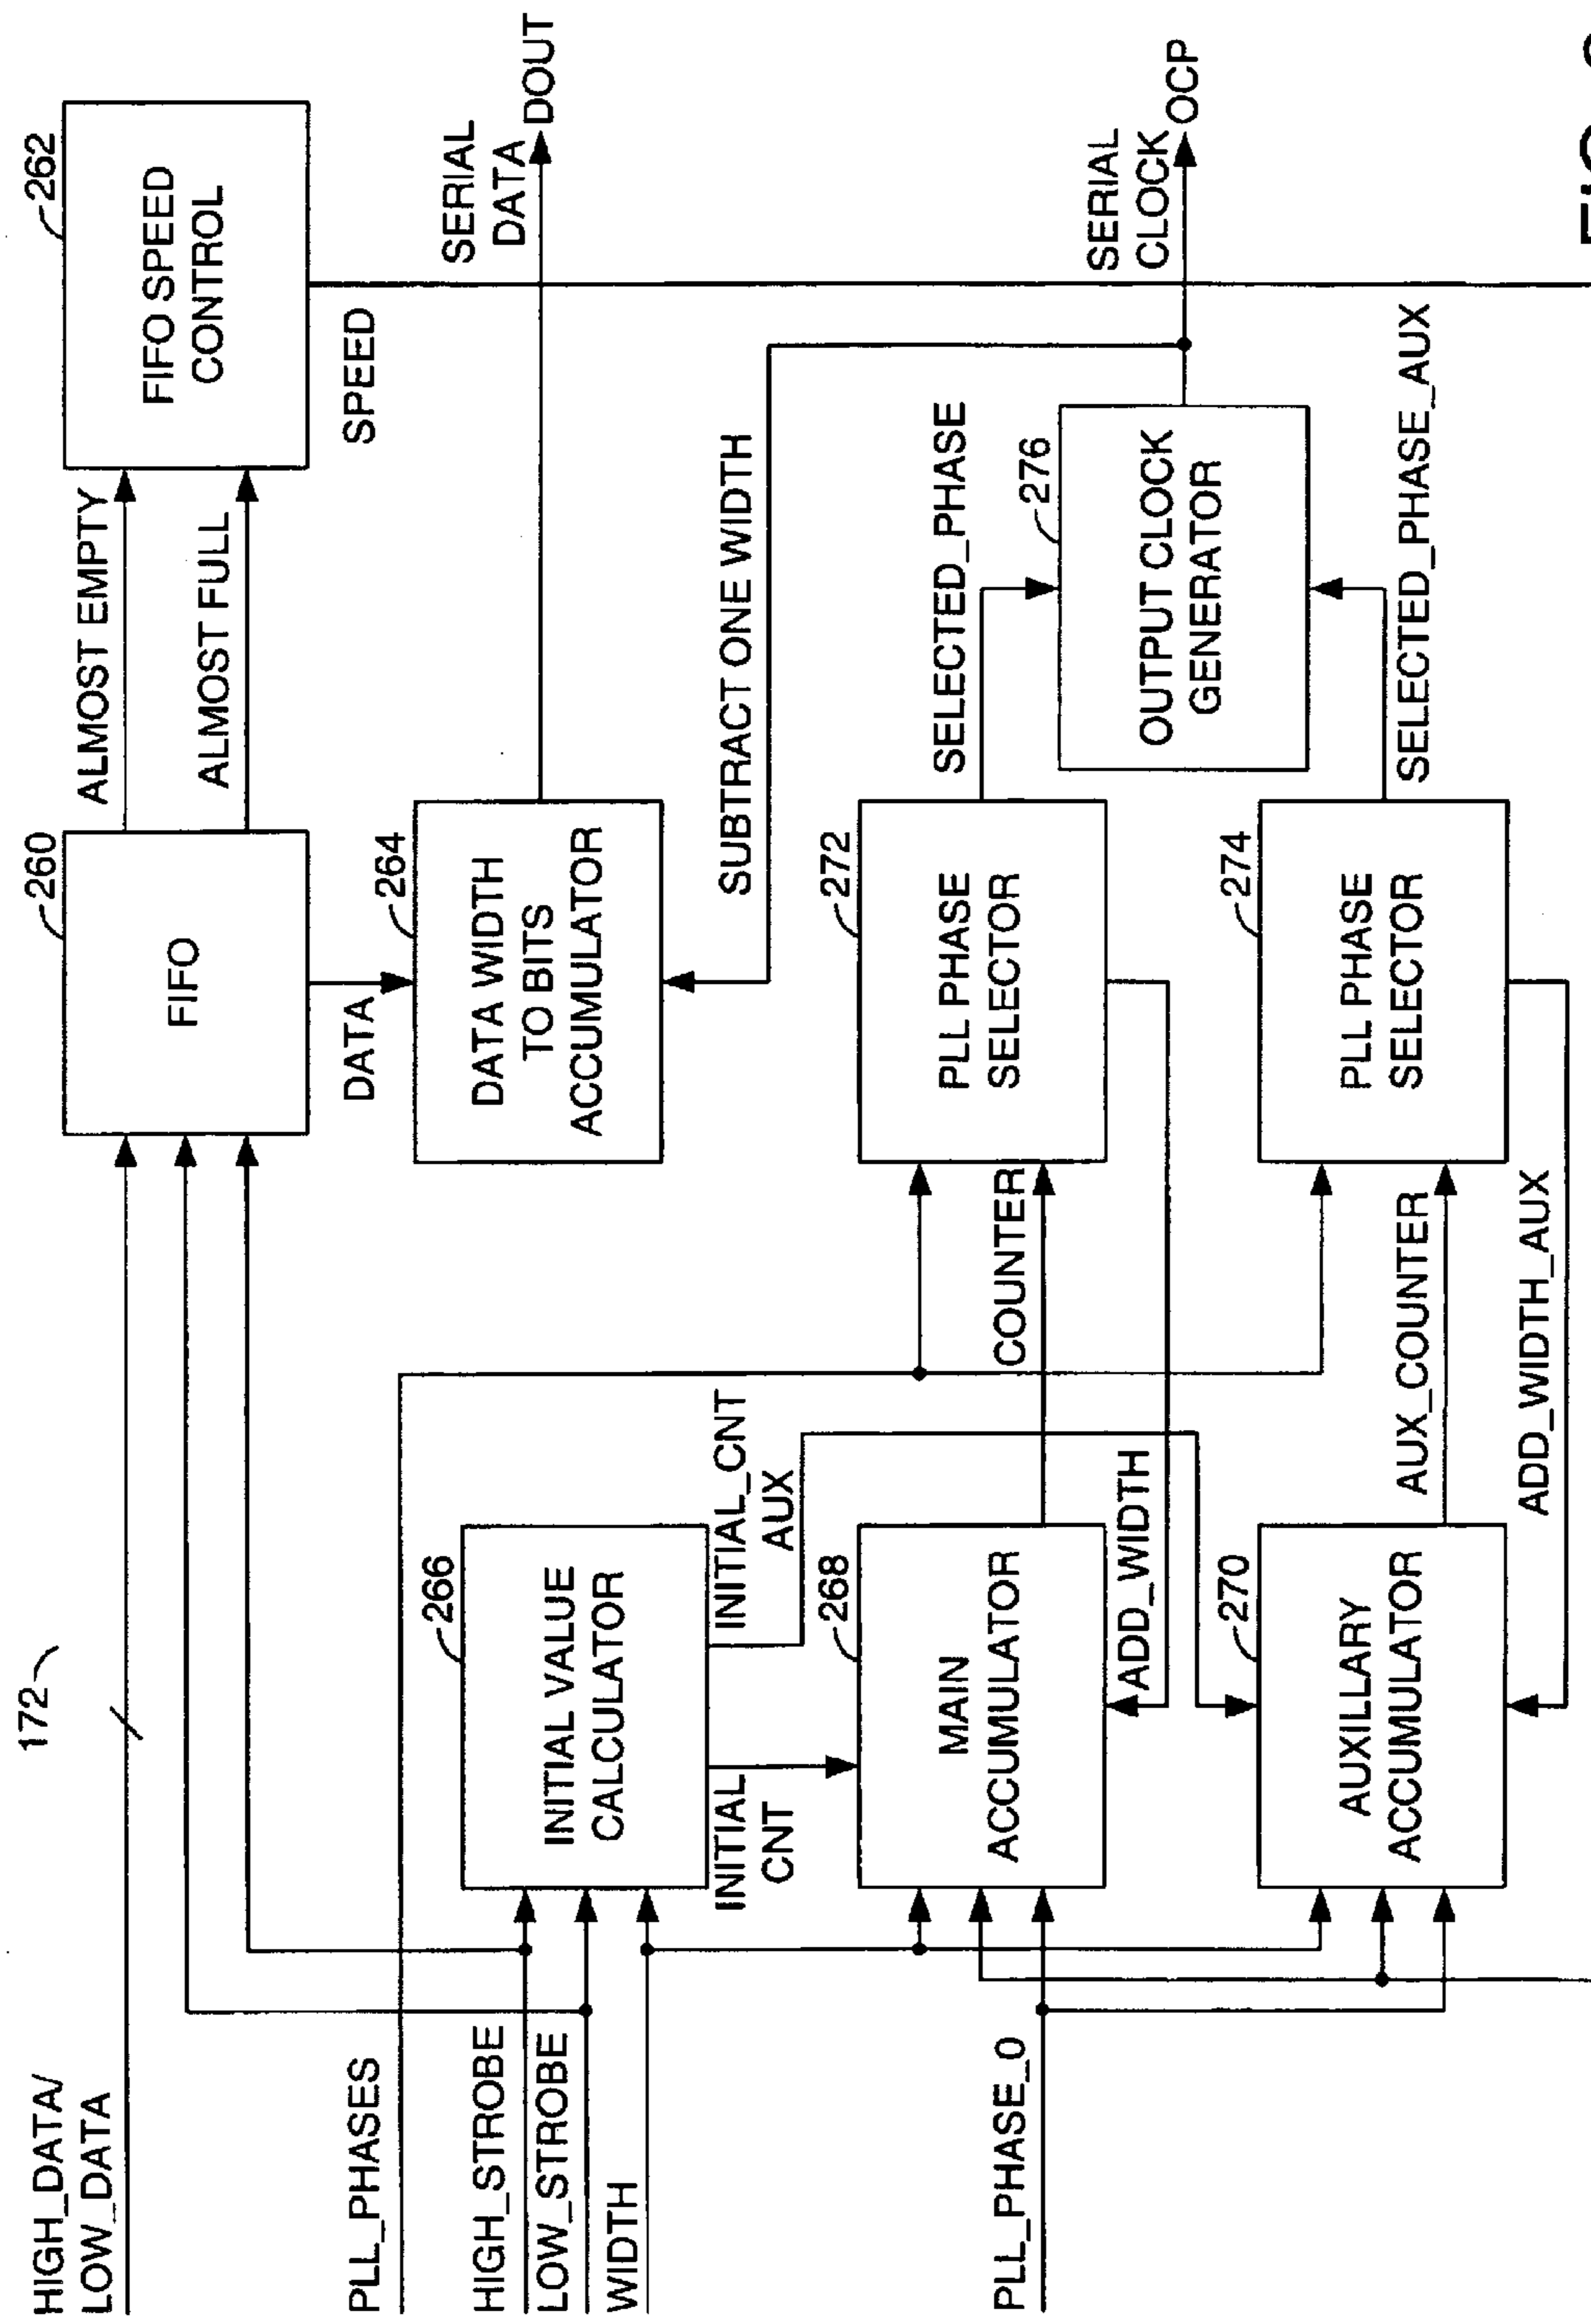 172
HIGH_DATA/
LOW_DATA
260
FIFO
ALMOST EMPTY
ALMOST FULL
262
FIFO SPEED
CONTROL
SPEED
DATA
264
DATA WIDTH
TO BITS
ACCUMULATOR
SERIAL
DATA
DOUT
SUBTRACT ONE WIDTH
PLL_PHASES
HIGH_STROBE
LOW_STROBE
WIDTH
266
INITIAL VALUE
CALCULATOR
INITIAL_CNT
AUX
INITIAL
CNT
268
MAIN
ACCUMULATOR
ADD_WIDTH
COUNTER
272
PLL PHASE
SELECTOR
SELECTED_PHASE
276
OUTPUT CLOCK
GENERATOR
SERIAL
CLOCK
OCP
PLL_PHASE_0
270
AUXILLARY
ACCUMULATOR
AUX_COUNTER
ADD_WIDTH_AUX
274
PLL PHASE
SELECTOR
SELECTED_PHASE_AUX